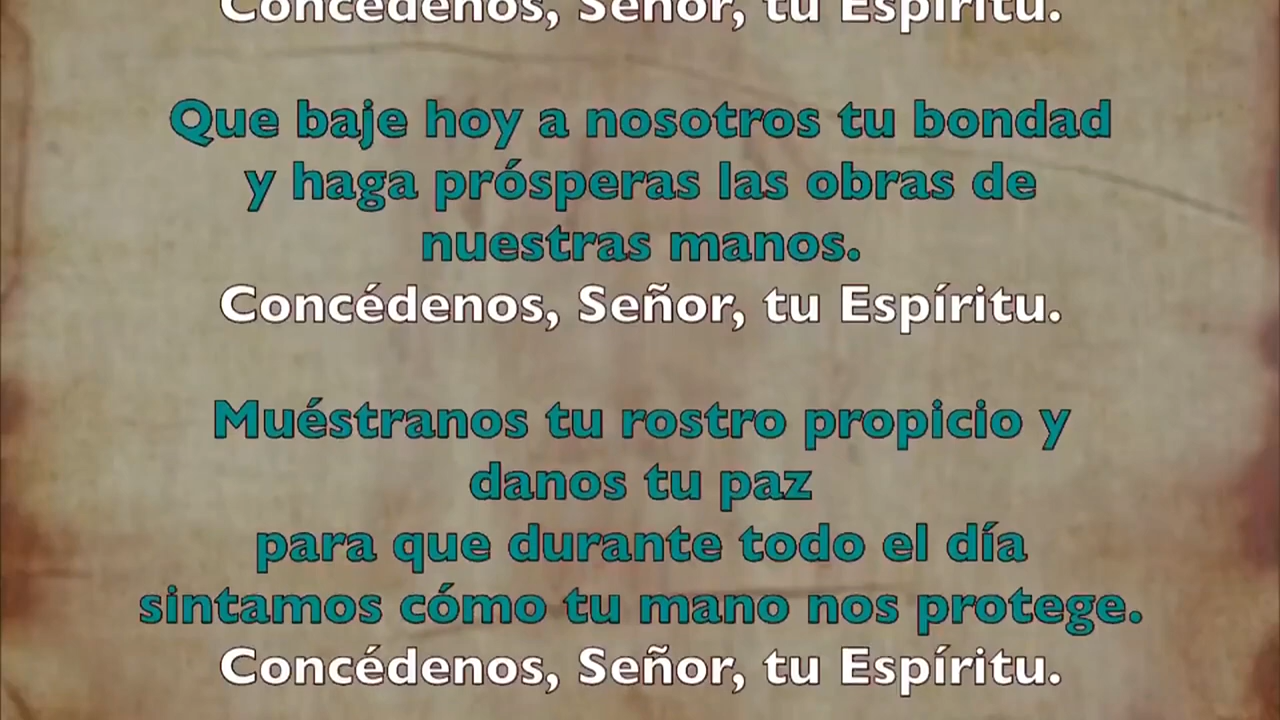 Concédenos, Señor, tu Espíritu.
Que baje hoy a nosotros tu bondad
y haga prósperas las obras de
nuestras manos.
Concédenos, Señor, tu Espíritu.
Muéstranos tu rostro propicio y
danos tu paz
para que durante todo el día
sintamos cómo tu mano nos protege.
Concédenos, Señor, tu Espíritu.